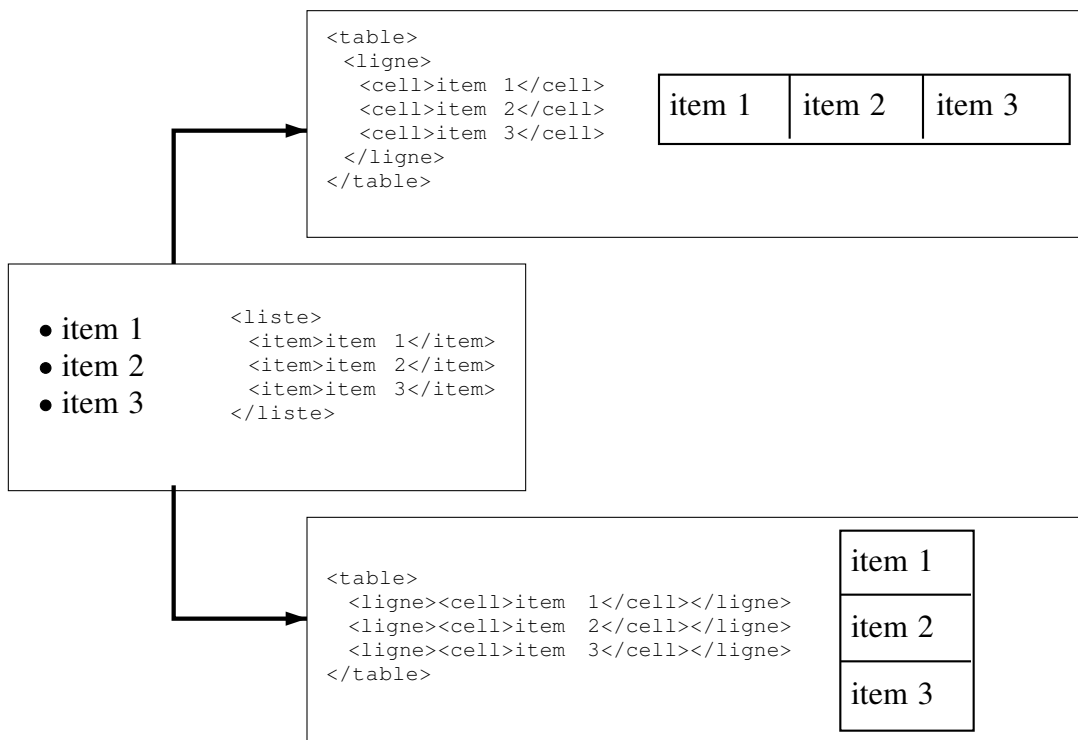 <table>
<ligne>
<cell>item 1</cell>
<cell>item 2</cell>
<cell>item 3</cell>
</ligne>
</table>
item 1 item 2 item 3
• item 1
• item 2
• item 3
<liste>
<item>item 1</item>
<item>item 2</item>
<item>item 3</item>
</liste>
<table>
<ligne><cell>item 1</cell></ligne>
<ligne><cell>item 2</cell></ligne>
<ligne><cell>item 3</cell></ligne>
</table>
item 1
item 2
item 3